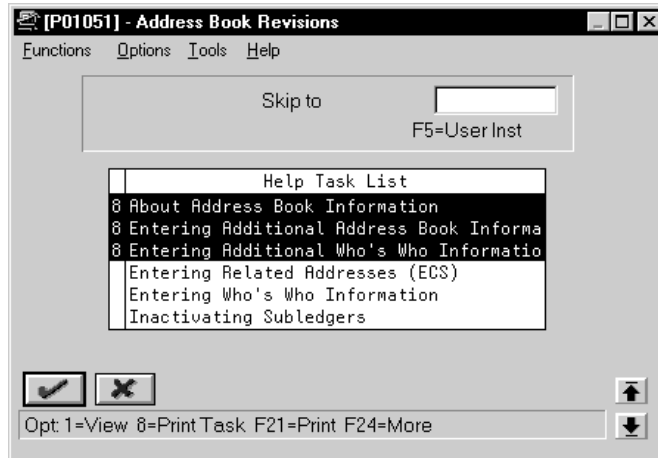 [P01051] - Address Book Revisions
Functions Options Tools Help
Skip to
F5=User Inst
Help Task List
8 About Address Book Information
8 Entering Additional Address Book Informa
8 Entering Additional Who's Who Informatio
Entering Related Addresses (ECS)
Entering Who's Who Information
Inactivating Subledgers
Opt: 1=View 8=Print Task F21=Print F24=More